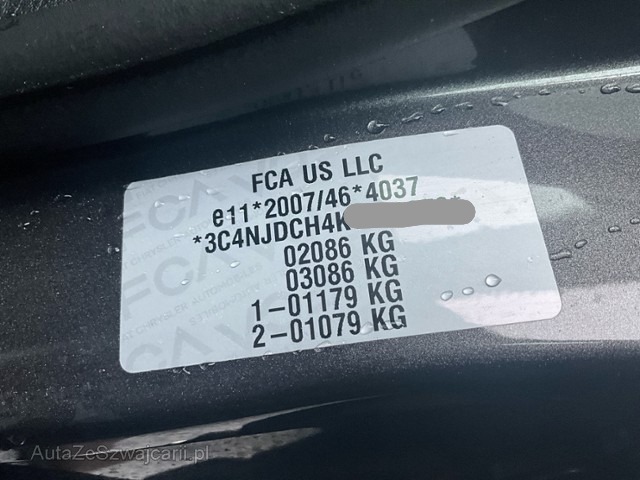 FCA US LLC
e11*2007/46*4037
*3C4NJDCH4K
02086 KG
03086 KG
1-01179 KG
2-01079 KG
AutaZeSzwajcarii.pl